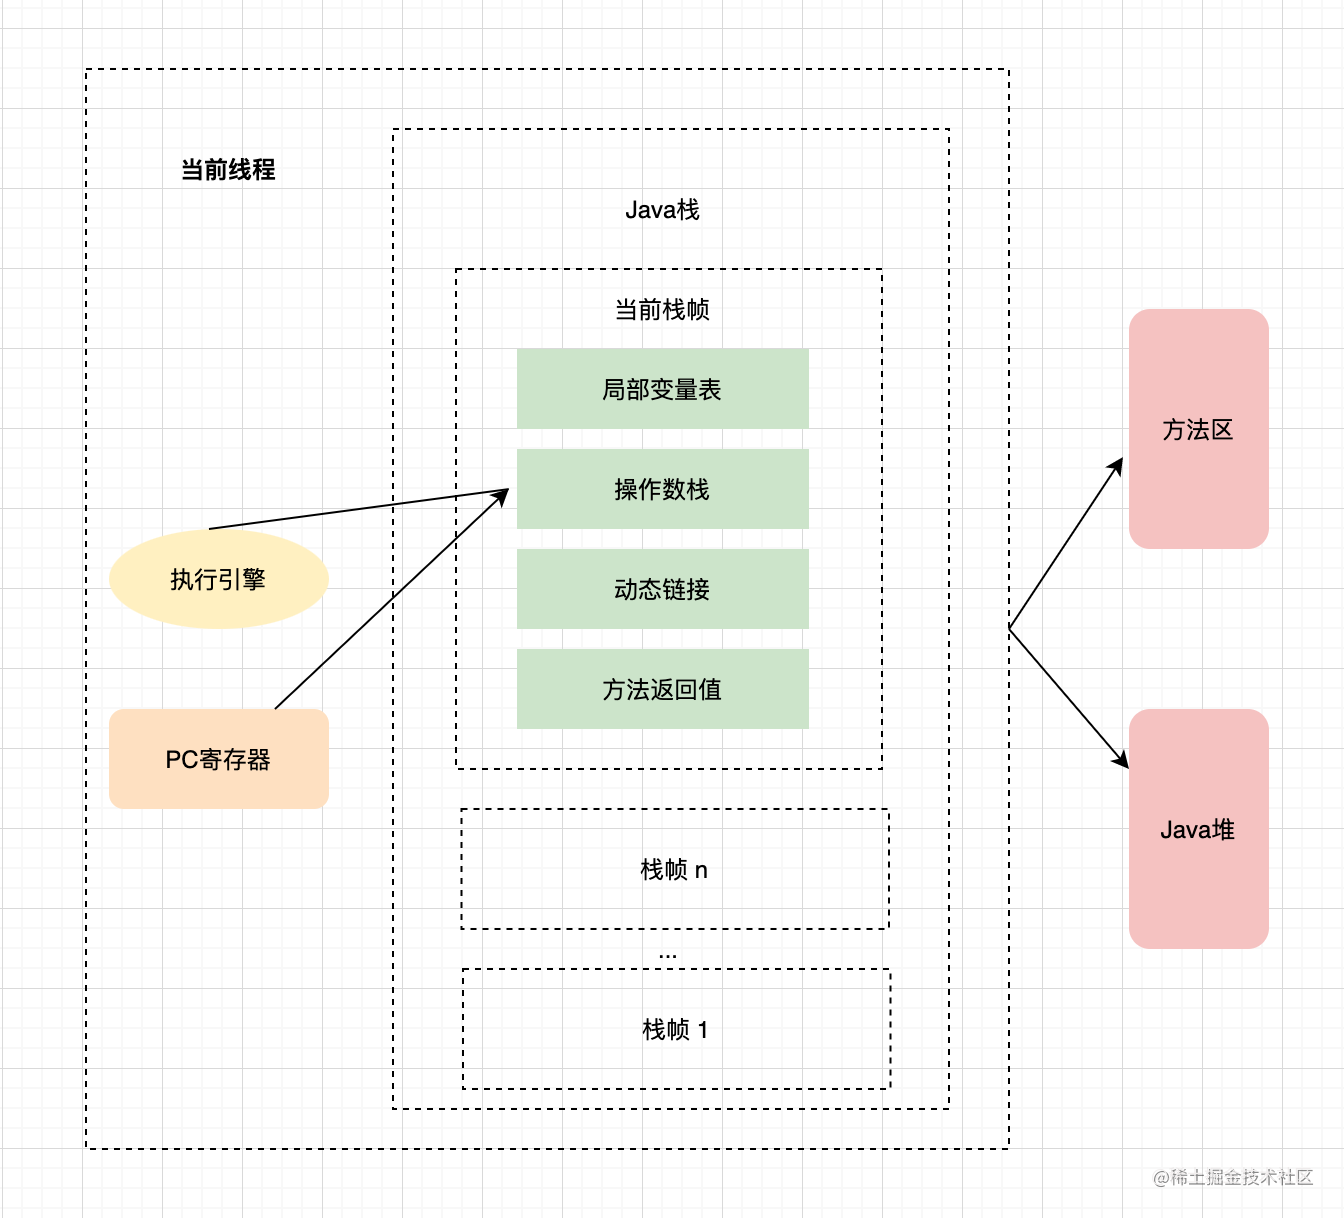 当前线程
Java栈
当前栈帧
局部变量表
操作数栈
动态链接
方法返回值
执行引擎
PC寄存器
栈帧 n
...
栈帧 1
方法区
Java堆
@稀土掘金技术社区